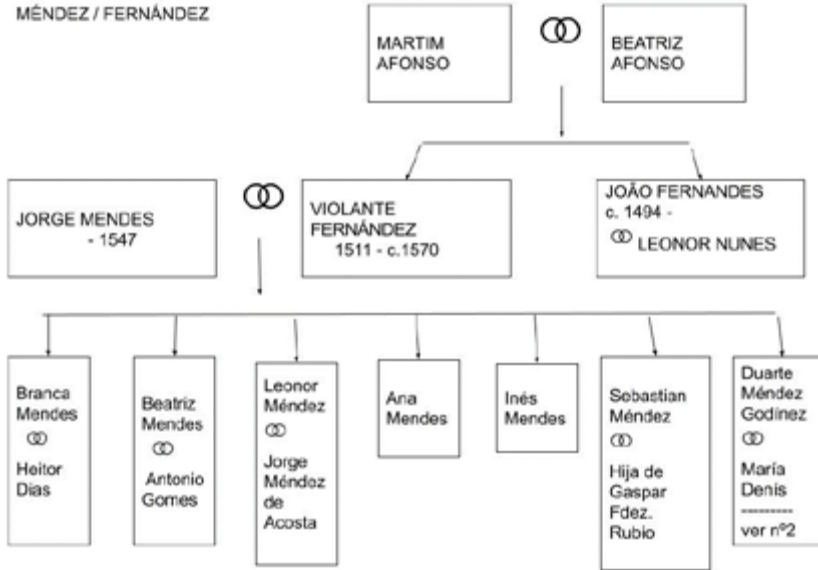 MÉNDEZ / FERNÁNDEZ
MARTIM
AFONSO
BEATRIZ
AFONSO
JORGE MENDES
- 1547
VIOLANTE
FERNÁNDEZ
1511 - c.1570
JOÃO FERNANDES
c. 1494 -
LEONOR NUNES
Branca
Mendes
Heitor
Dias
Beatriz
Mendes
Antonio
Gomes
Leonor
Méndez
Jorge
Méndez
de
Acosta
Ana
Mendes
Inés
Mendes
Sebastian
Méndez
Hija de
Gaspar
Fdez.
Rubio
Duarte
Méndez
Godínez
María
Denís
----------
ver nº2